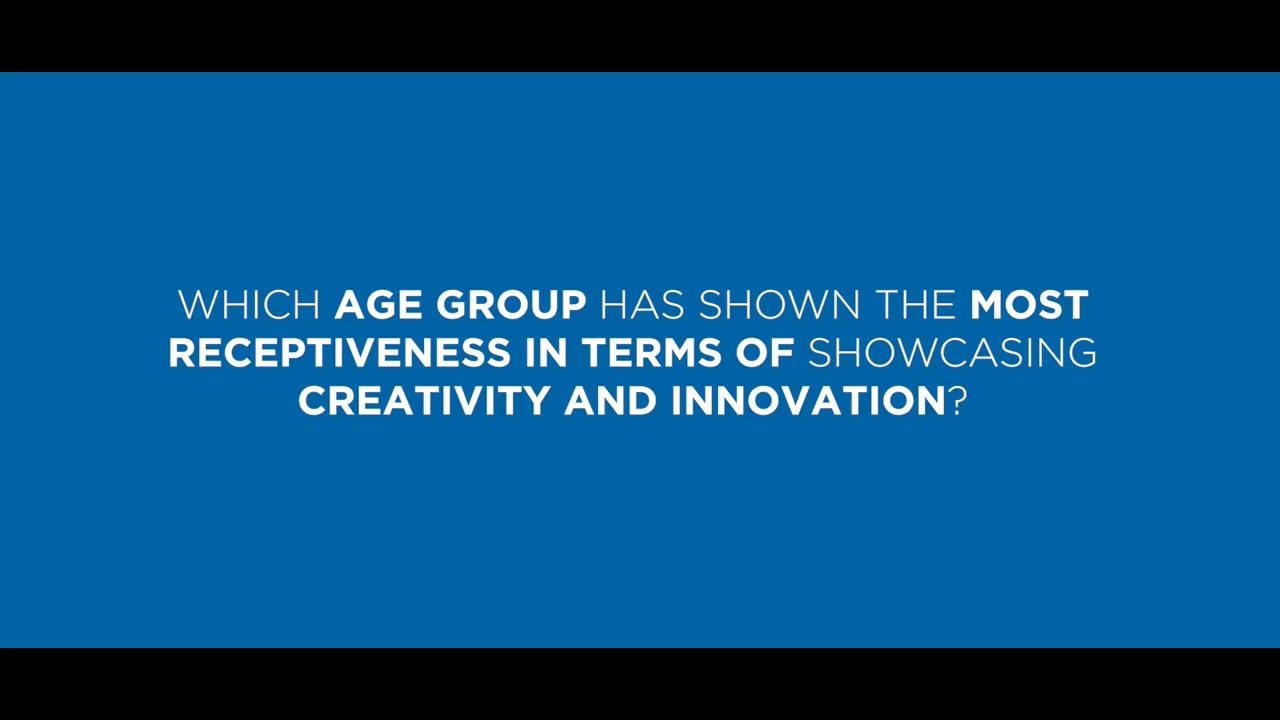 WHICH AGE GROUP HAS SHOWN THE MOST
RECEPTIVENESS IN TERMS OF SHOWCASING
CREATIVITY AND INNOVATION?